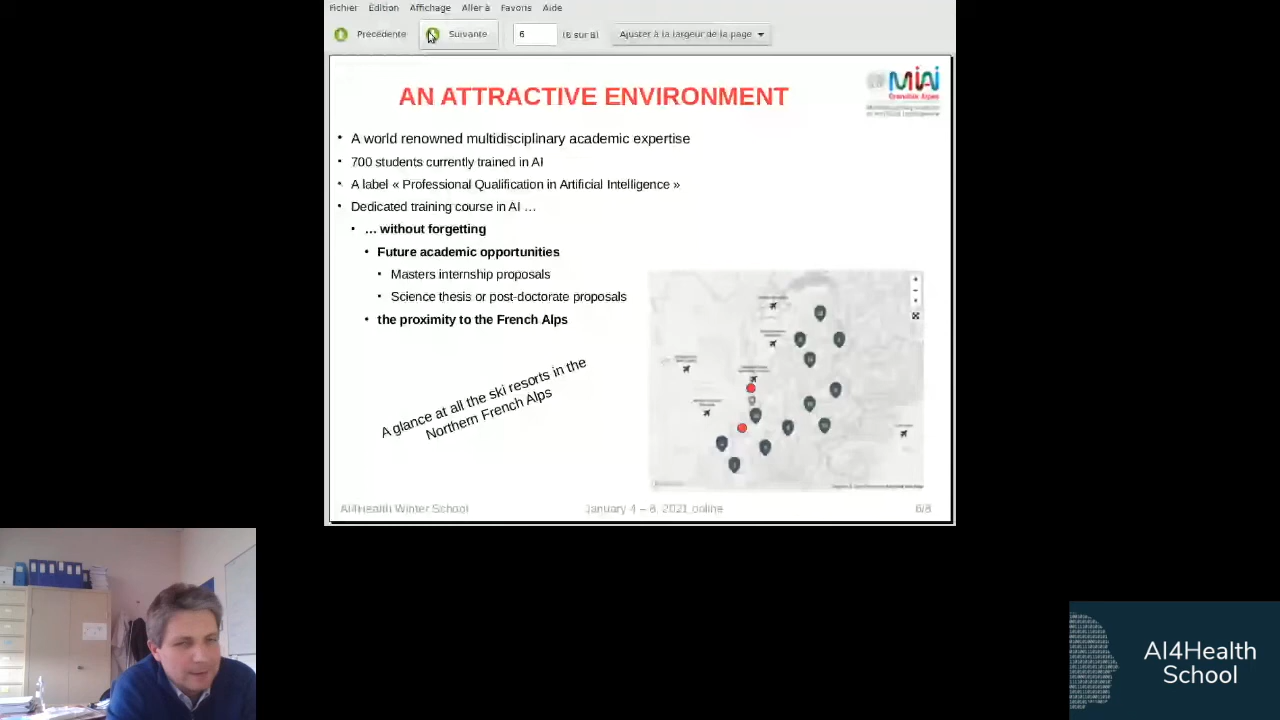 Fichier Édition Affichage Aller à Favoris Aide
Précédente Suivante 6 (6 sur 8) Ajuster à la largeur de la page
AN ATTRACTIVE ENVIRONMENT
MIAI
Grenoble Alpes
• A world renowned multidisciplinary academic expertise
• 700 students currently trained in AI
• A label « Professional Qualification in Artificial Intelligence »
• Dedicated training course in AI …
• … without forgetting
• Future academic opportunities
• Masters internship proposals
• Science thesis or post-doctorate proposals
• the proximity to the French Alps
A glance at all the ski resorts in the
Northern French Alps
AI4Health Winter School January 4 – 8, 2021, online 6/8
AI4Health
School